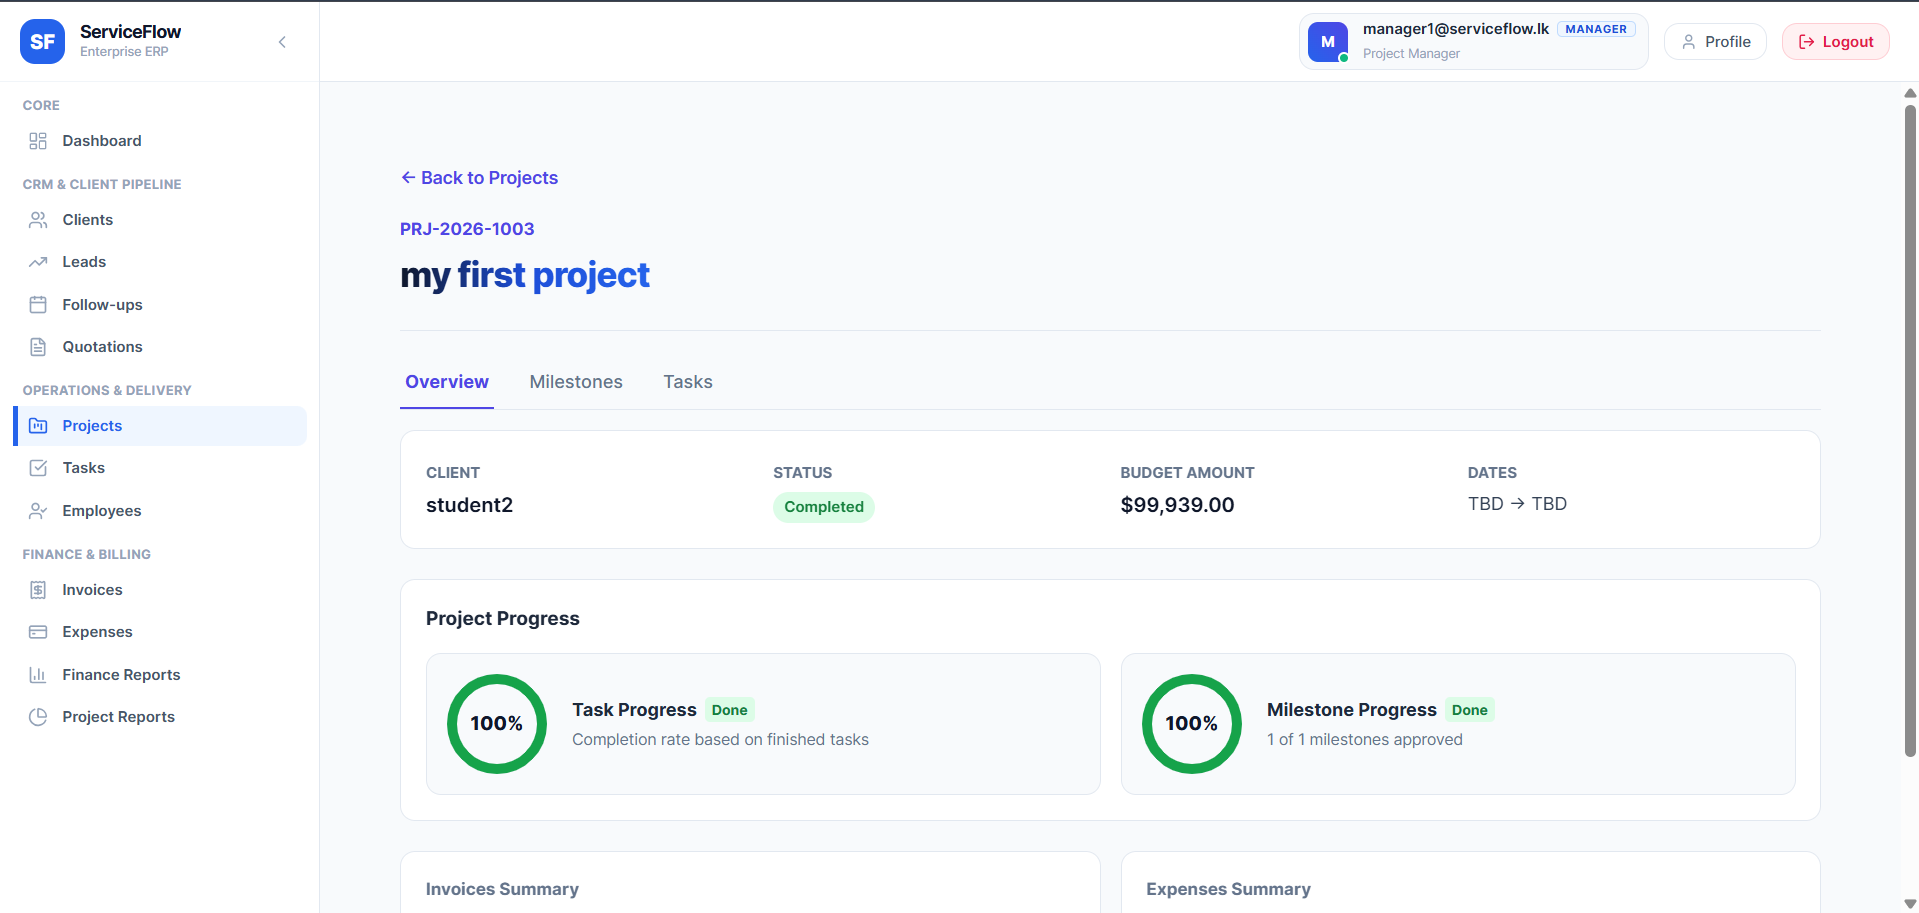 SF
ServiceFlow
Enterprise ERP
M
manager1@serviceflow.lk MANAGER
Project Manager
Profile
Logout
CORE
Dashboard
CRM & CLIENT PIPELINE
Clients
Leads
Follow-ups
Quotations
OPERATIONS & DELIVERY
Projects
Tasks
Employees
FINANCE & BILLING
Invoices
Expenses
Finance Reports
Project Reports
← Back to Projects
PRJ-2026-1003
my first project
Overview Milestones Tasks
CLIENT
student2
STATUS
Completed
BUDGET AMOUNT
$99,939.00
DATES
TBD → TBD
Project Progress
100%
Task Progress Done
Completion rate based on finished tasks
100%
Milestone Progress Done
1 of 1 milestones approved
Invoices Summary
Expenses Summary